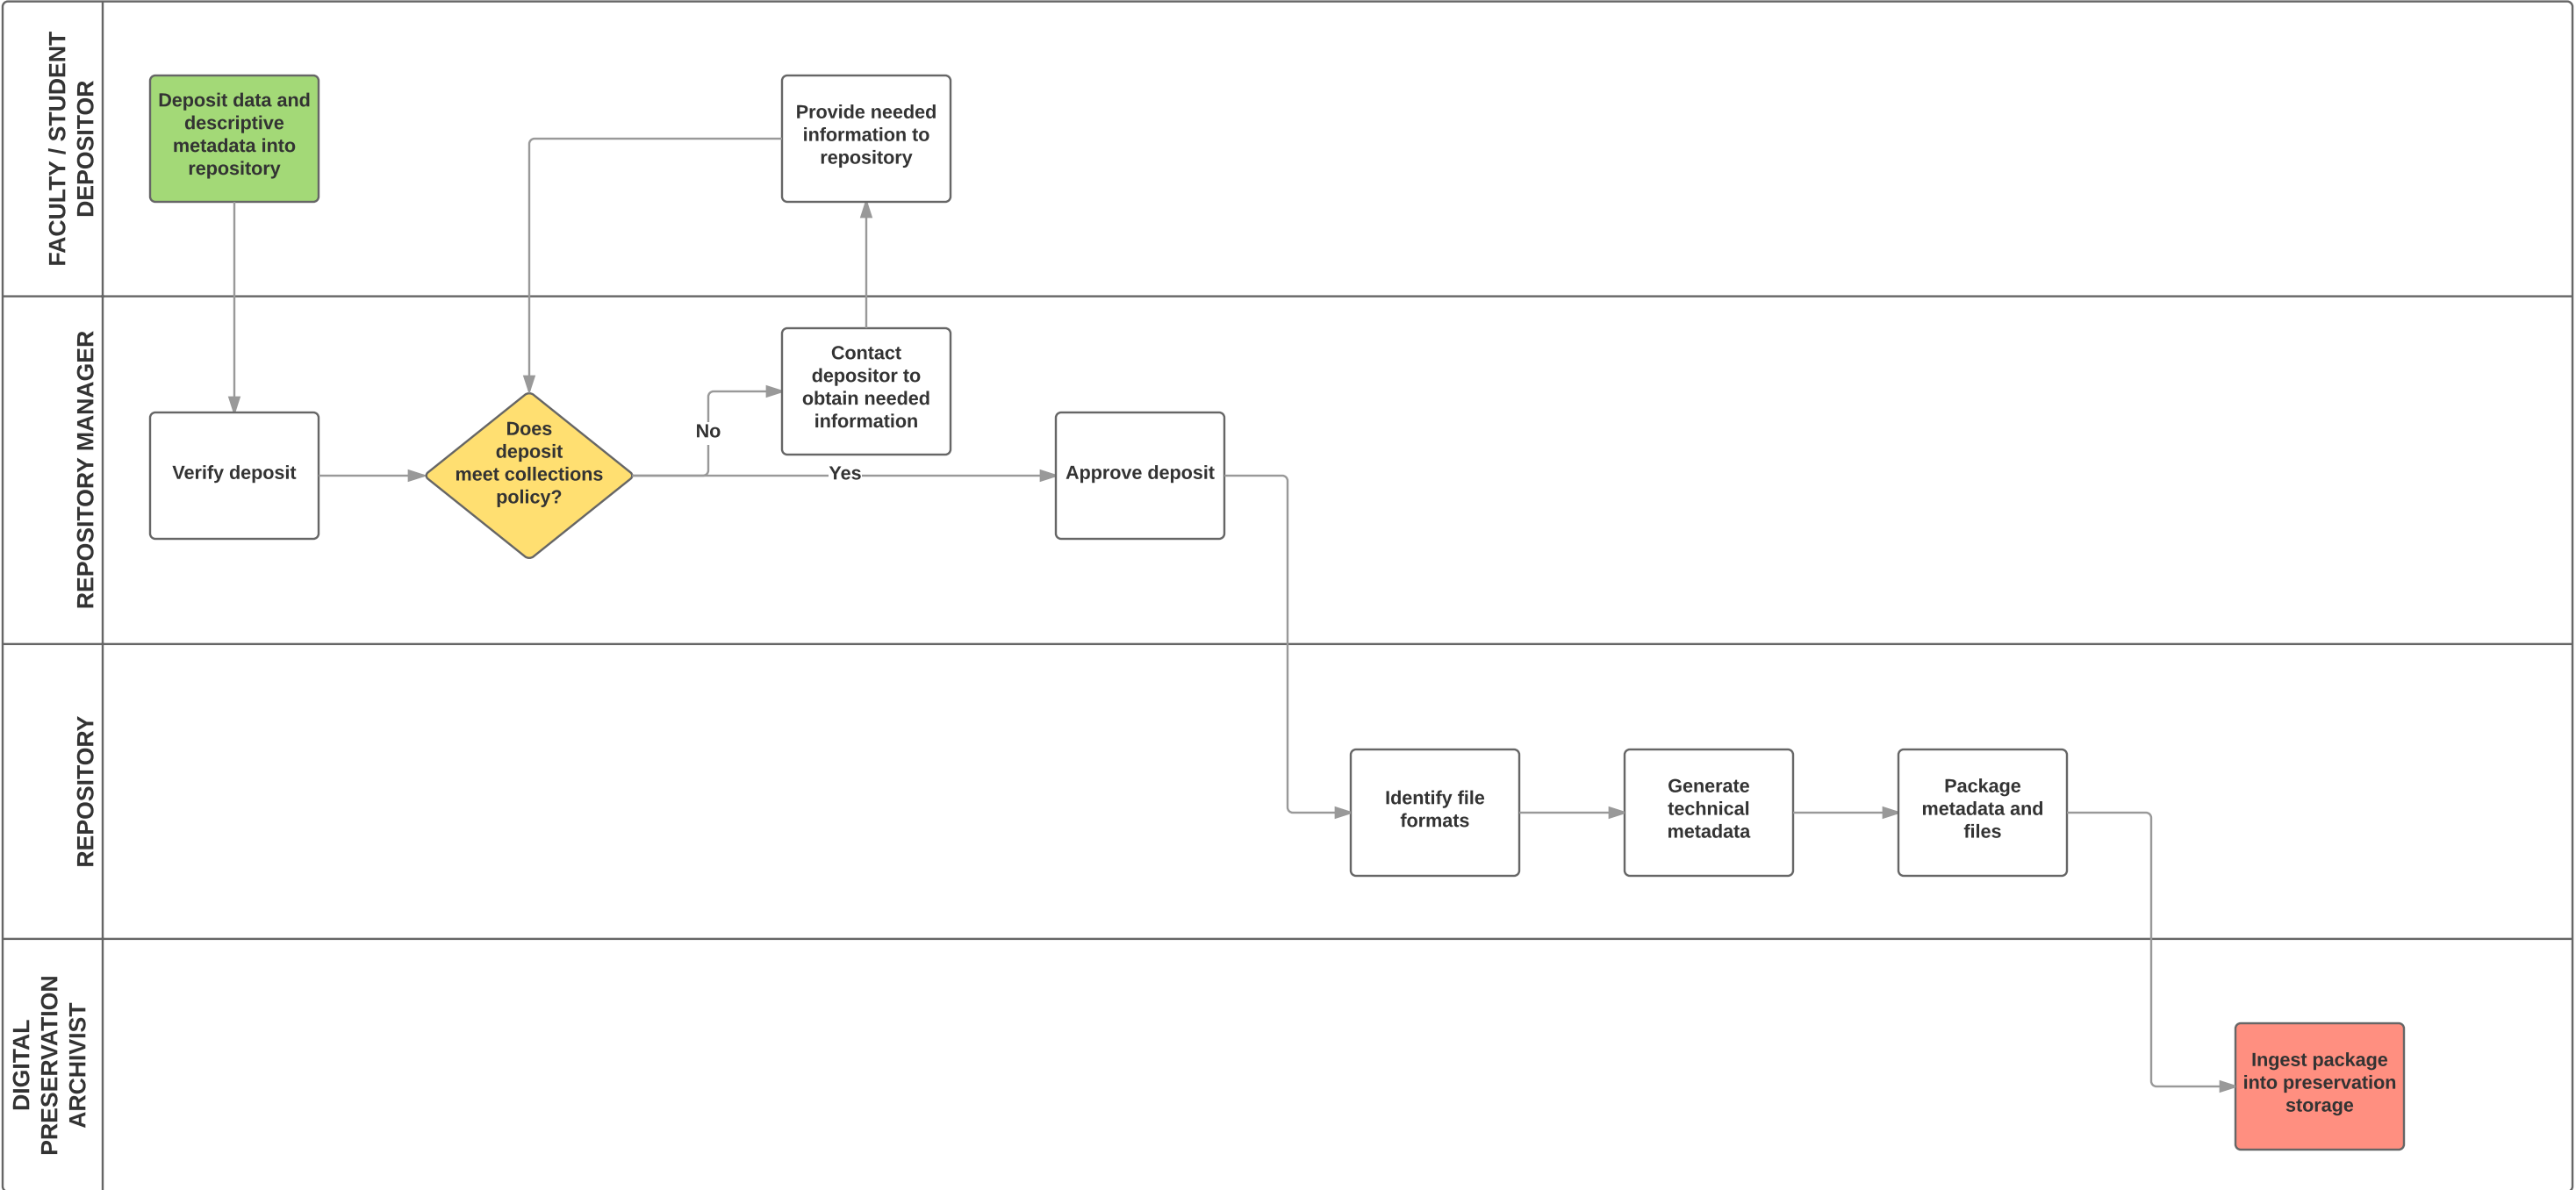 FACULTY / STUDENT
DEPOSITOR
Deposit data and
descriptive
metadata into
repository
Provide needed
information to
repository
REPOSITORY MANAGER
Verify deposit
Does
deposit
meet collections
policy?
No
Contact
depositor to
obtain needed
information
Yes
Approve deposit
REPOSITORY
Identify file
formats
Generate
technical
metadata
Package
metadata and
files
DIGITAL
PRESERVATION
ARCHIVIST
Ingest package
into preservation
storage